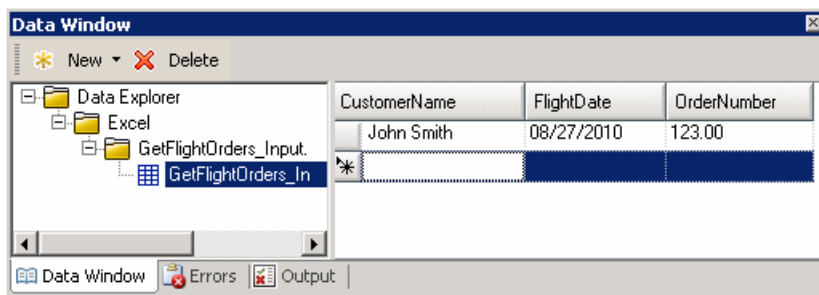 Data Window
New Delete
Data Explorer
Excel
GetFlightOrders_Input.
GetFlightOrders_In
CustomerName FlightDate OrderNumber
John Smith 08/27/2010 123.00
Data Window Errors Output